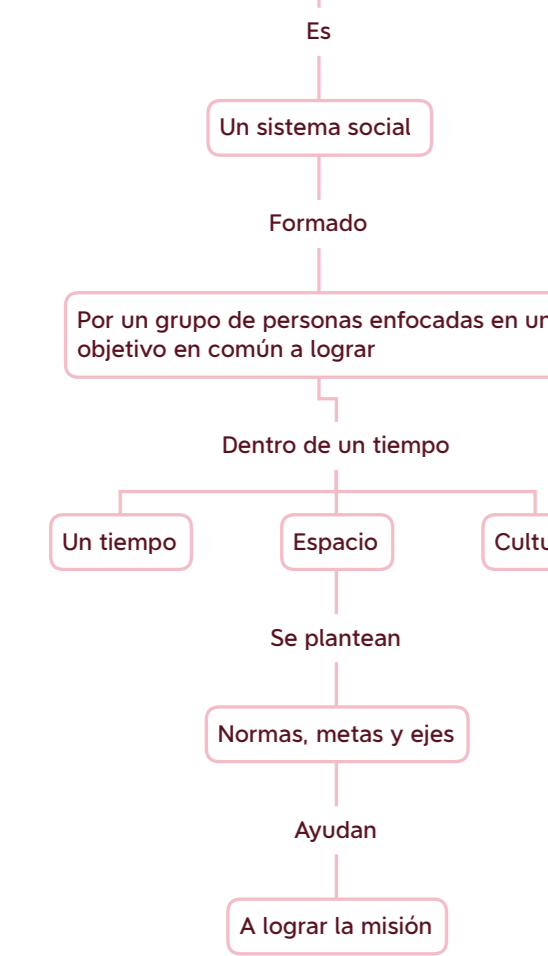 Es
Un sistema social
Formado
Por un grupo de personas enfocadas en un
objetivo en común a lograr
Dentro de un tiempo
Un tiempo
Espacio
Se plantean
Normas, metas y ejes
Ayudan
A lograr la misión